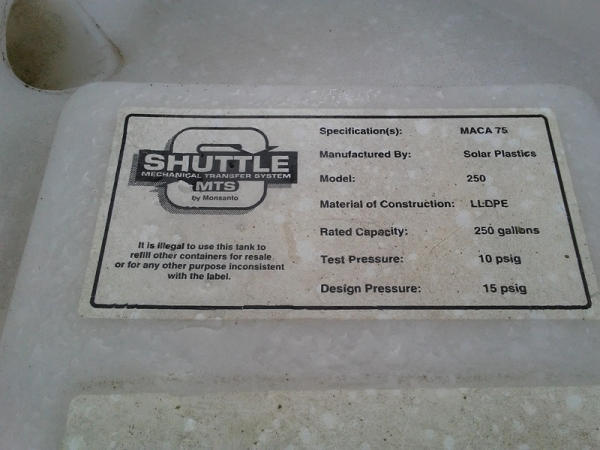 SHUTTLE
MECHANICAL TRANSFER SYSTEM
MTS
by Monsanto
It is illegal to use this tank to
refill other containers for resale
or for any other purpose inconsistent
with the label.
Specification(s): MACA 75
Manufactured By: Solar Plastics
Model: 250
Material of Construction: LLDPE
Rated Capacity: 250 gallons
Test Pressure: 10 psig
Design Pressure: 15 psig